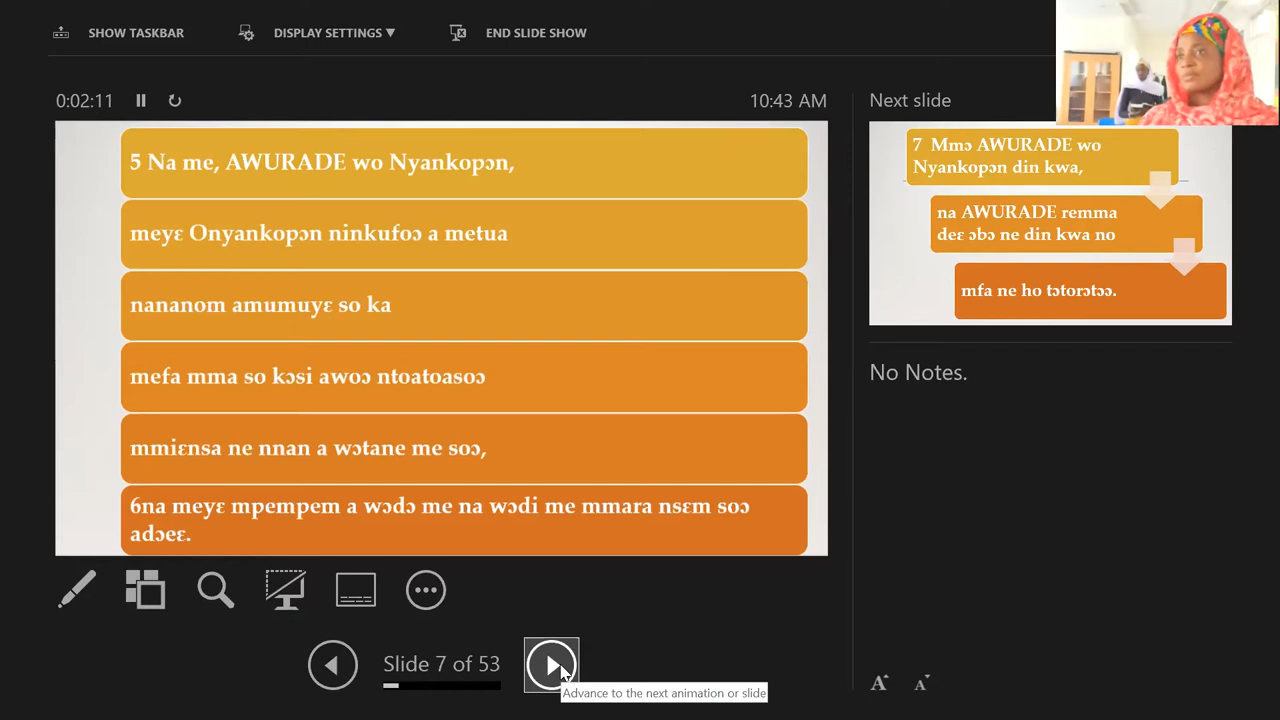 SHOW TASKBAR
DISPLAY SETTINGS ▼
END SLIDE SHOW
0:02:11
10:43 AM
Next slide
5 Na me, AWURADE wo Nyankopɔn,
meyɛ Onyankopɔn ninkufoɔ a metua
nananom amumuyɛ so ka
mefa mma so kɔsi awoɔ ntoatoasoɔ
mmiɛnsa ne nnan a wɔtane me soɔ,
6na meyɛ mpempem a wɔdɔ me na wɔdi me mmara nsɛm soɔ
adɔeɛ.
7 Mmɔ AWURADE wo
Nyankopɔn din kwa,
na AWURADE remma
deɛ ɔbɔ ne din kwa no
mfa ne ho tɔtorɔtɔɔ.
No Notes.
Slide 7 of 53
Advance to the next animation or slide
A A